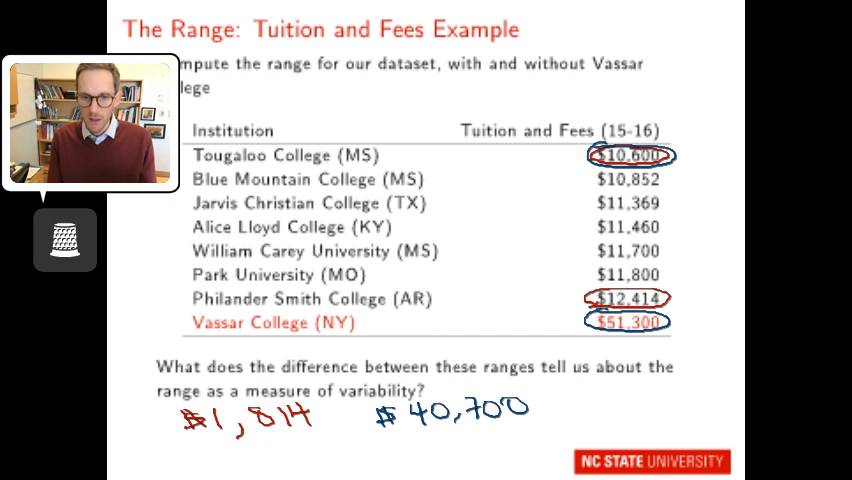 The Range: Tuition and Fees Example
mpute the range for our dataset, with and without Vassar
lege
Institution Tuition and Fees (15-16)
Tougaloo College (MS) $10,600
Blue Mountain College (MS) $10,852
Jarvis Christian College (TX) $11,369
Alice Lloyd College (KY) $11,460
William Carey University (MS) $11,700
Park University (MO) $11,800
Philander Smith College (AR) $12,414
Vassar College (NY) $51,300
What does the difference between these ranges tell us about the
range as a measure of variability?
$1,814 $40,700
NC STATE UNIVERSITY